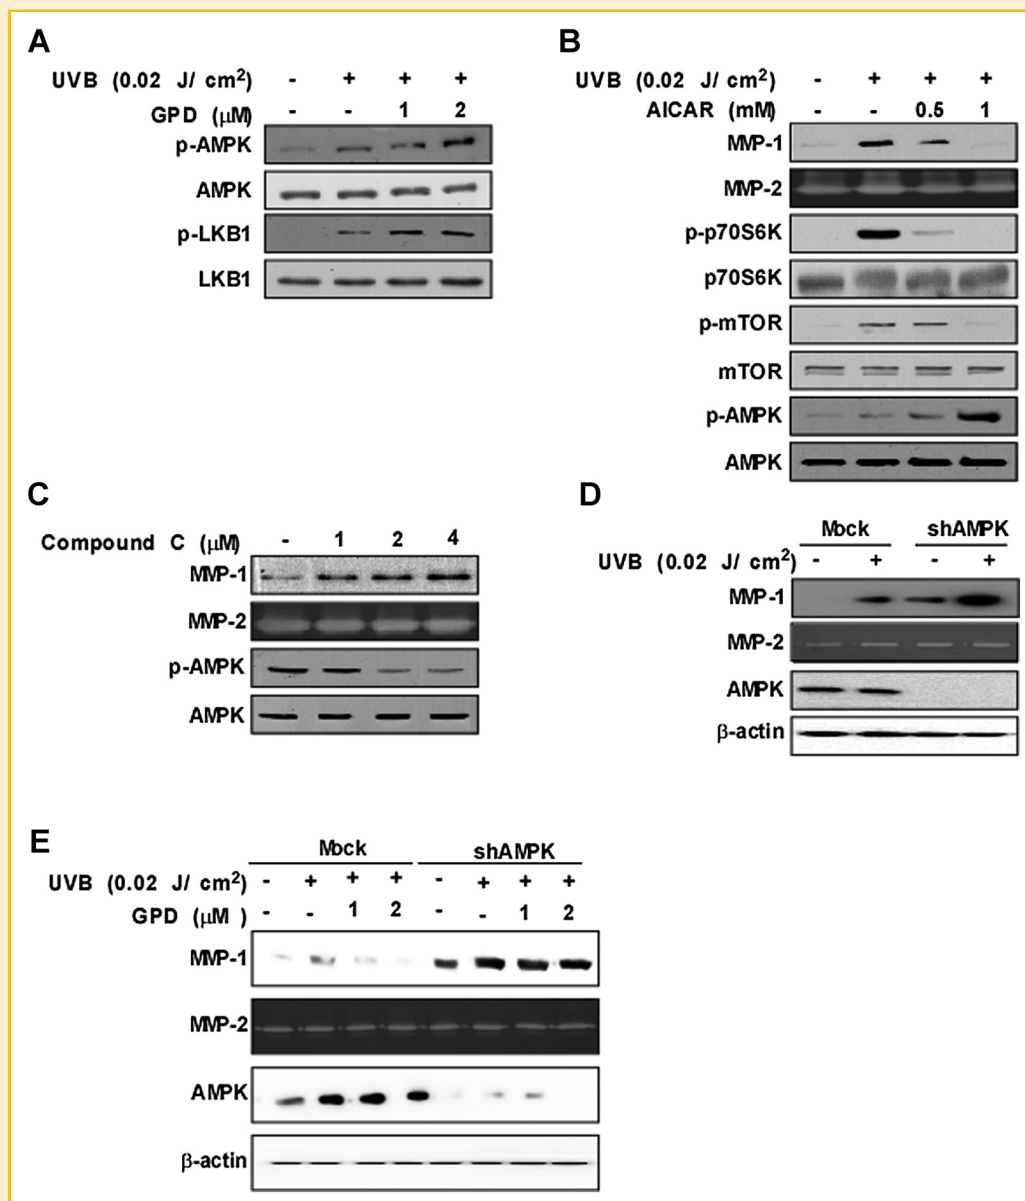 A
UVB (0.02 J/ cm2) - + + +
GPD (μM) - - 1 2
p-AMPK
AMPK
p-LKB1
LKB1
B
UVB (0.02 J/ cm2) - + + +
AICAR (mM) - - 0.5 1
MMP-1
MMP-2
p-p70S6K
p70S6K
p-mTOR
mTOR
p-AMPK
AMPK
C
Compound C (μM) - 1 2 4
MMP-1
MMP-2
p-AMPK
AMPK
D
Mock shAMPK
UVB (0.02 J/ cm2) - + - +
MMP-1
MMP-2
AMPK
β-actin
E
Mock shAMPK
UVB (0.02 J/ cm2) - + + + - + + +
GPD (μM ) - - 1 2 - - 1 2
MMP-1
MMP-2
AMPK
β-actin